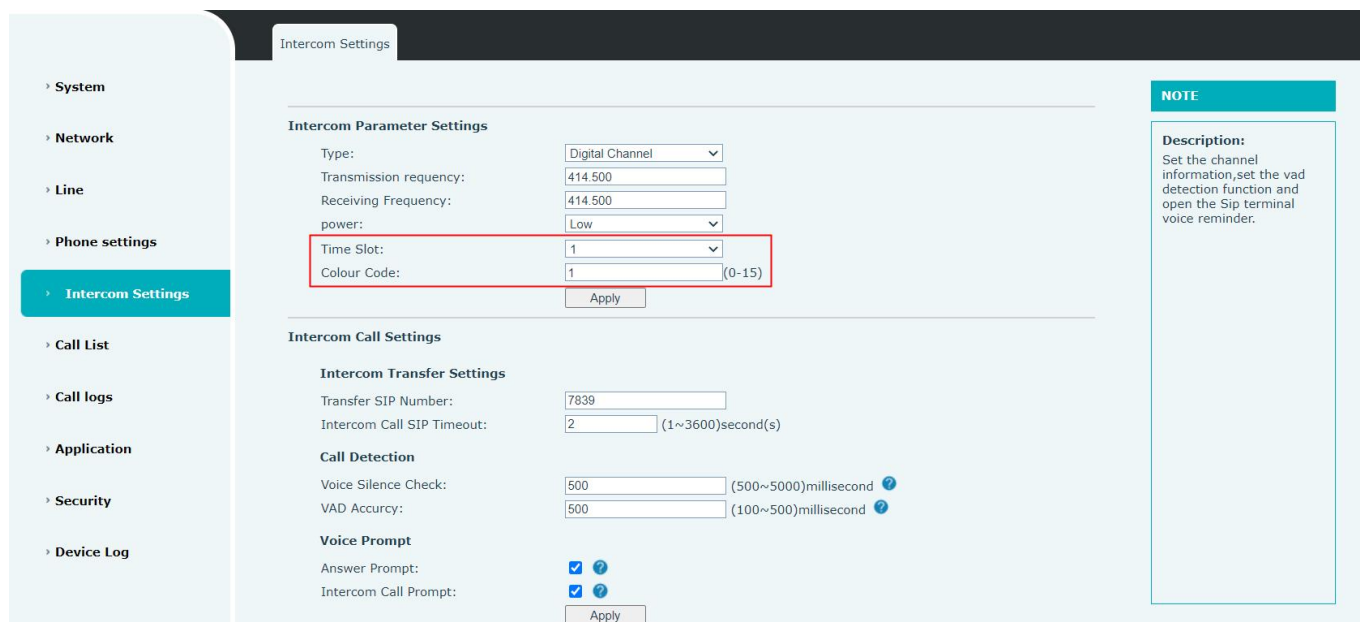 Intercom Settings
System
Network
Line
Phone settings
Intercom Settings
Call List
Call logs
Application
Security
Device Log
Intercom Parameter Settings
Type: Digital Channel
Transmission requency: 414.500
Receiving Frequency: 414.500
power: Low
Time Slot: 1
Colour Code: 1 (0-15)
Apply
Intercom Call Settings
Intercom Transfer Settings
Transfer SIP Number: 7839
Intercom Call SIP Timeout: 2 (1~3600)second(s)
Call Detection
Voice Silence Check: 500 (500~5000)millisecond ?
VAD Accurcy: 500 (100~500)millisecond ?
Voice Prompt
Answer Prompt: ?
Intercom Call Prompt: ?
Apply
NOTE
Description:
Set the channel
information,set the vad
detection function and
open the Sip terminal
voice reminder.